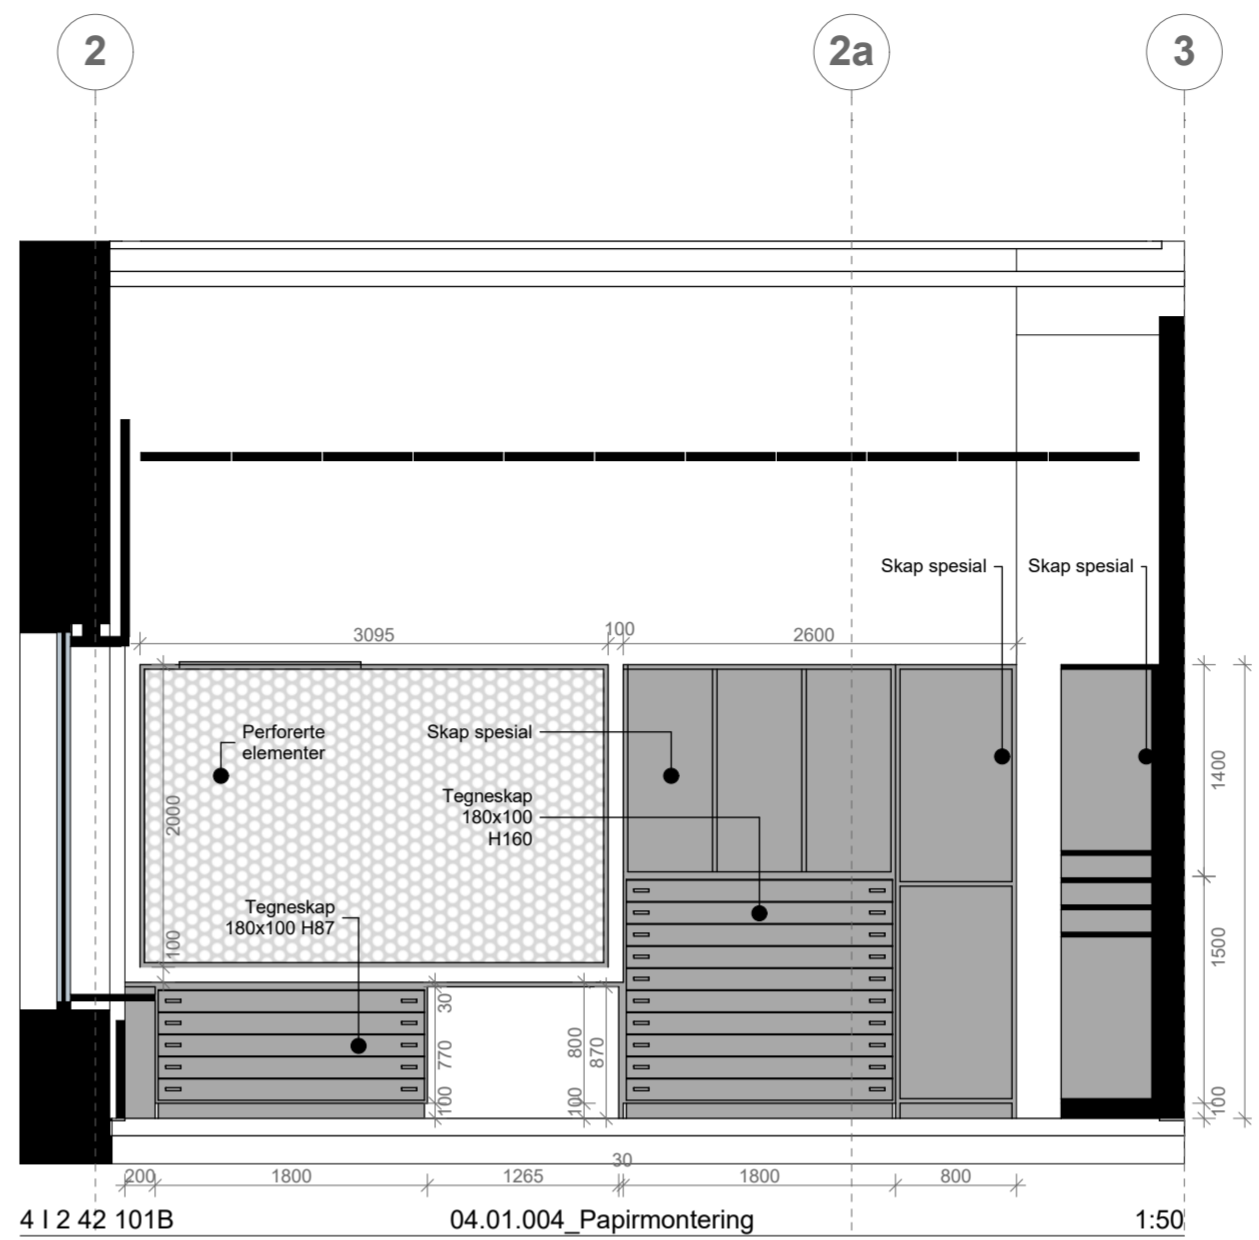 2
2a
3
Skap spesial
Skap spesial
3095
100
2600
Perforerte
elementer
Skap spesial
Tegneskap
180x100
H160
2000
1400
Tegneskap
180x100 H87
100
1500
30
770
100
800
870
100
100
30
200
1800
1265
1800
800
4 I 2 42 101B
04.01.004_Papirmontering
1:50